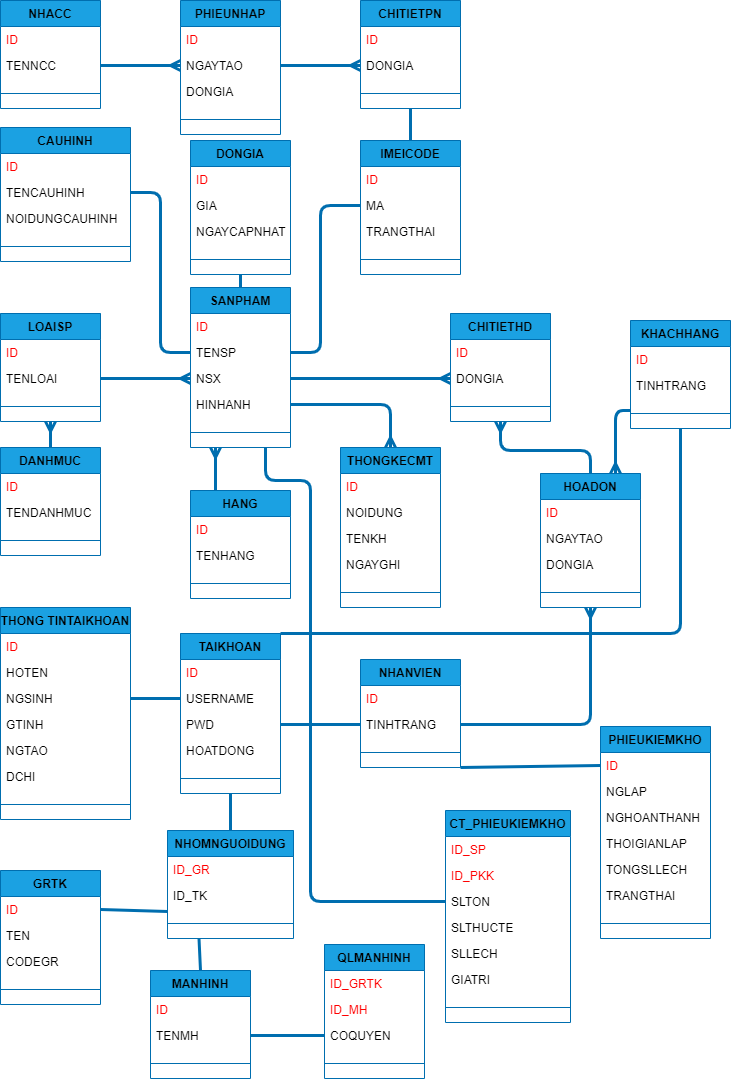 NHACC
ID
TENNCC
PHIEUNHAP
ID
NGAYTAO
DONGIA
CHITIETPN
ID
DONGIA
CAUHINH
ID
TENCAUHINH
NOIDUNGCAUHINH
DONGIA
ID
GIA
NGAYCAPNHAT
IMEICODE
ID
MA
TRANGTHAI
LOAISP
ID
TENLOAI
SANPHAM
ID
TENSP
NSX
HINHANH
CHITIETHD
ID
DONGIA
KHACHHANG
ID
TINHTRANG
DANHMUC
ID
TENDANHMUC
HANG
ID
TENHANG
THONGKECMT
ID
NOIDUNG
TENKH
NGAYGHI
HOADON
ID
NGAYTAO
DONGIA
THONG TINTAIKHOAN
ID
HOTEN
NGSINH
GTINH
NGTAO
DCHI
TAIKHOAN
ID
USERNAME
PWD
HOATDONG
NHANVIEN
ID
TINHTRANG
PHIEUKIEMKHO
ID
NGLAP
NGHOANTHANH
THOIGIANLAP
TONGSLLECH
TRANGTHAI
NHOMNGUOIDUNG
ID_GR
ID_TK
CT_PHIEUKIEMKHO
ID_SP
ID_PKK
SLTON
SLTHUCTE
SLLECH
GIATRI
GRTK
ID
TEN
CODEGR
MANHINH
ID
TENMH
QLMANHINH
ID_GRTK
ID_MH
COQUYEN